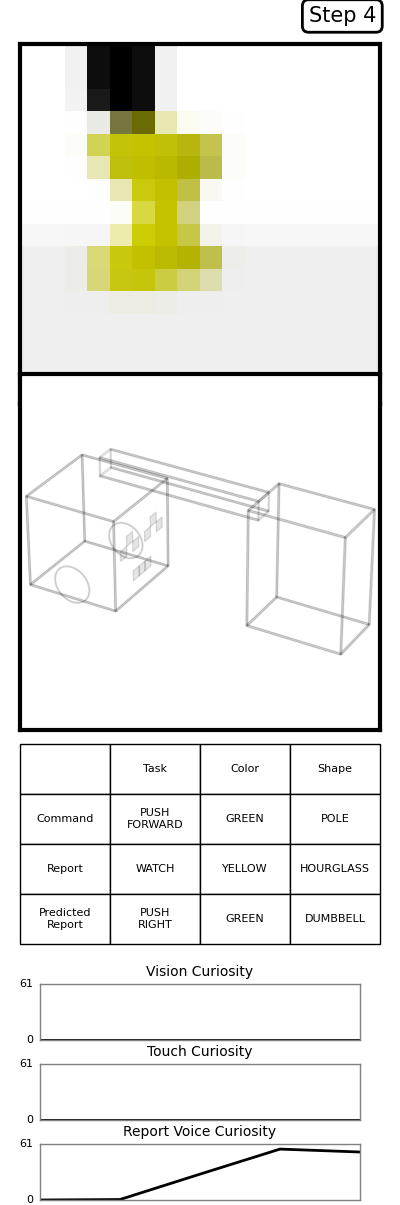 Step 4
Task Color Shape
Command PUSH FORWARD GREEN POLE
Report WATCH YELLOW HOURGLASS
Predicted Report PUSH RIGHT GREEN DUMBBELL
Vision Curiosity
61
0
Touch Curiosity
61
0
Report Voice Curiosity
61
0